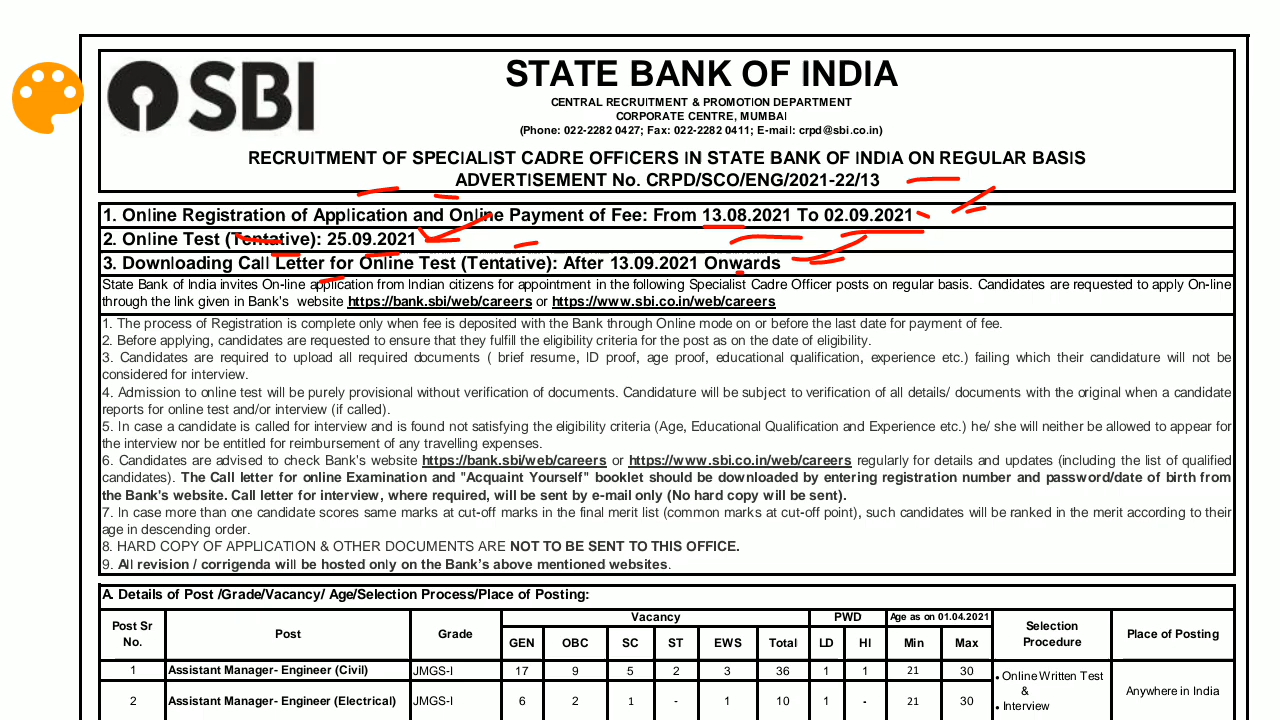 SBI
STATE BANK OF INDIA
CENTRAL RECRUITMENT & PROMOTION DEPARTMENT
CORPORATE CENTRE, MUMBAI
(Phone: 022-2282 0427; Fax: 022-2282 0411; E-mail: crpd@sbi.co.in)
RECRUITMENT OF SPECIALIST CADRE OFFICERS IN STATE BANK OF INDIA ON REGULAR BASIS
ADVERTISEMENT No. CRPD/SCO/ENG/2021-22/13
1. Online Registration of Application and Online Payment of Fee: From 13.08.2021 To 02.09.2021
2. Online Test (Tentative): 25.09.2021
3. Downloading Call Letter for Online Test (Tentative): After 13.09.2021 Onwards
State Bank of India invites On-line application from Indian citizens for appointment in the following Specialist Cadre Officer posts on regular basis. Candidates are requested to apply On-line
through the link given in Bank's website https://bank.sbi/web/careers or https://www.sbi.co.in/web/careers
1. The process of Registration is complete only when fee is deposited with the Bank through Online mode on or before the last date for payment of fee.
2. Before applying, candidates are requested to ensure that they fulfill the eligibility criteria for the post as on the date of eligibility.
3. Candidates are required to upload all required documents ( brief resume, ID proof, age proof, educational qualification, experience etc.) failing which their candidature will not be
considered for interview.
4. Admission to online test will be purely provisional without verification of documents. Candidature will be subject to verification of all details/ documents with the original when a candidate
reports for online test and/or interview (if called).
5. In case a candidate is called for interview and is found not satisfying the eligibility criteria (Age, Educational Qualification and Experience etc.) he/ she will neither be allowed to appear for
the interview nor be entitled for reimbursement of any travelling expenses.
6. Candidates are advised to check Bank's website https://bank.sbi/web/careers or https://www.sbi.co.in/web/careers regularly for details and updates (including the list of qualified
candidates). The Call letter for online Examination and "Acquaint Yourself" booklet should be downloaded by entering registration number and password/date of birth from
the Bank's website. Call letter for interview, where required, will be sent by e-mail only (No hard copy will be sent).
7. In case more than one candidate scores same marks at cut-off marks in the final merit list (common marks at cut-off point), such candidates will be ranked in the merit according to their
age in descending order.
8. HARD COPY OF APPLICATION & OTHER DOCUMENTS ARE NOT TO BE SENT TO THIS OFFICE.
9. All revision / corrigenda will be hosted only on the Bank's above mentioned websites.
A. Details of Post /Grade/Vacancy/ Age/Selection Process/Place of Posting:
Post Sr No. Post Grade Vacancy PWD Age as on 01.04.2021 Selection Procedure Place of Posting
GEN OBC SC ST EWS Total LD HI Min Max
1 Assistant Manager- Engineer (Civil) JMGS-I 17 9 5 2 3 36 1 1 21 30 • Online Written Test & • Interview Anywhere in India
2 Assistant Manager- Engineer (Electrical) JMGS-I 6 2 1 - 1 10 1 - 21 30